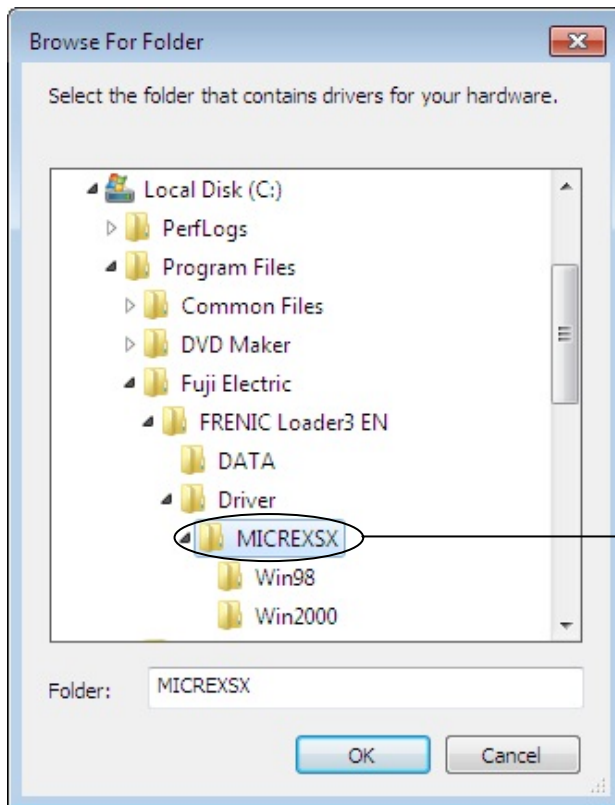 Browse For Folder
Select the folder that contains drivers for your hardware.
Local Disk (C:)
PerfLogs
Program Files
Common Files
DVD Maker
Fuji Electric
FRENIC Loader3 EN
DATA
Driver
MICREXSX
Win98
Win2000
Folder: MICREXSX
OK Cancel